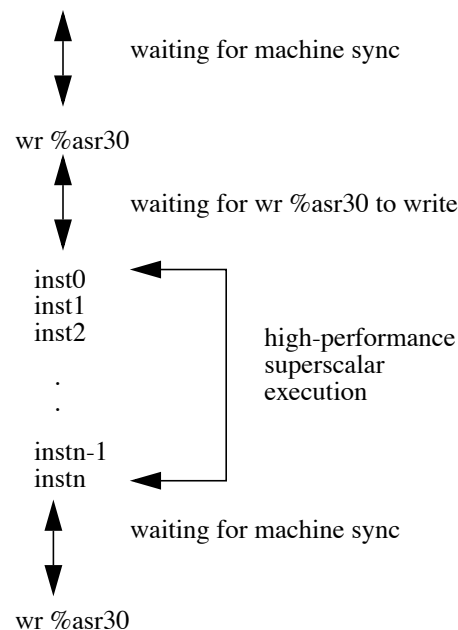 waiting for machine sync
wr %asr30
waiting for wr %asr30 to write
inst0
inst1
inst2
.
.
high-performance
superscalar
execution
instn-1
instn
waiting for machine sync
wr %asr30